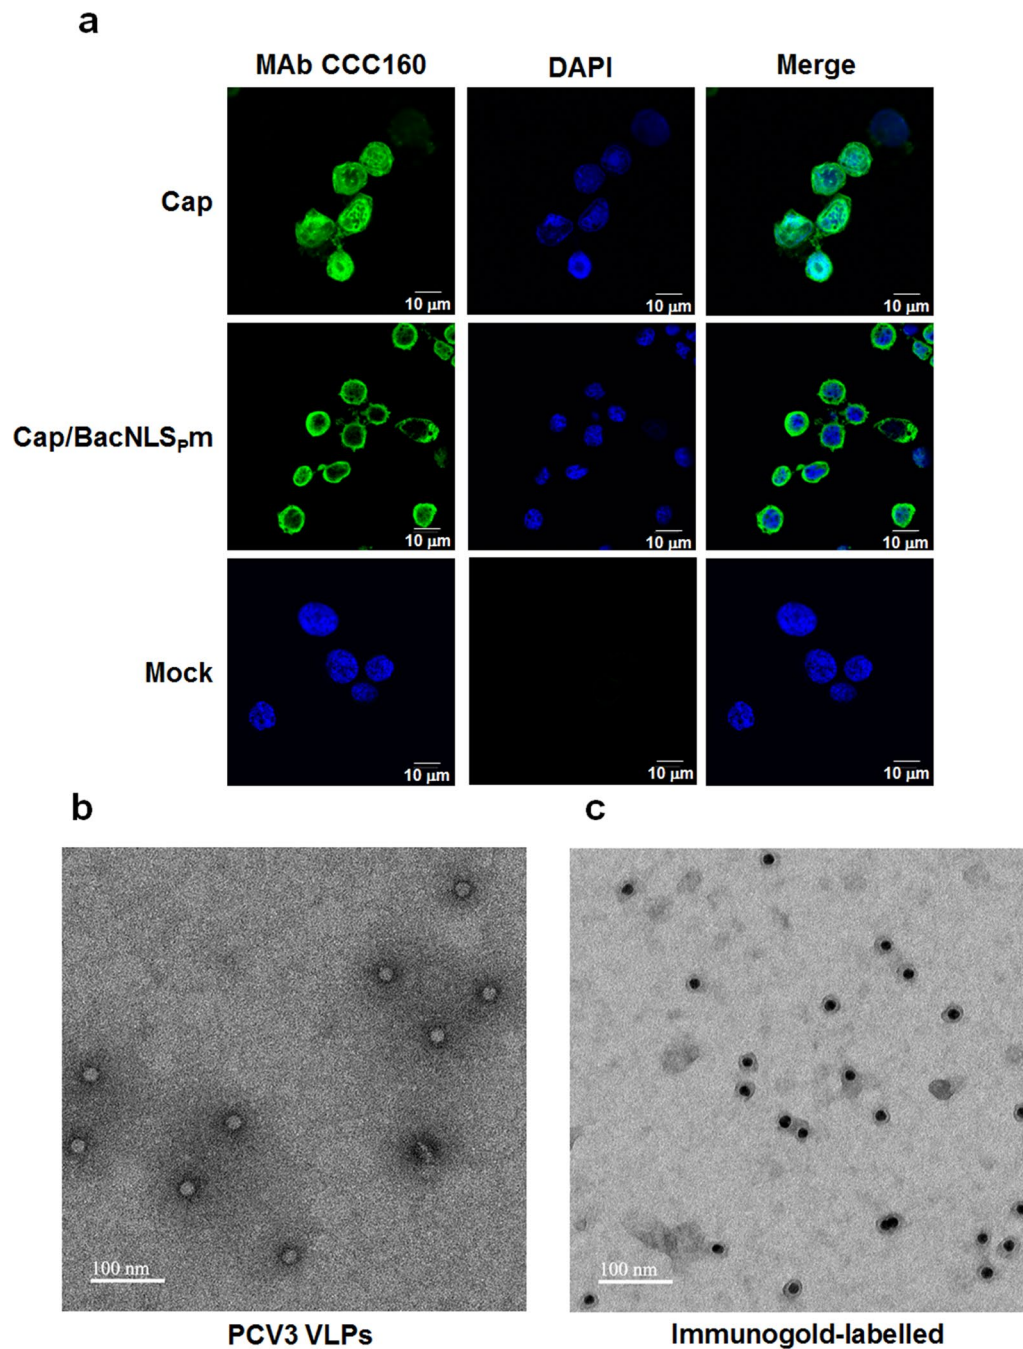 a
MAb CCC160 DAPI Merge
Cap
10 μm 10 μm 10 μm
Cap/BacNLSPm
10 μm 10 μm 10 μm
Mock
10 μm 10 μm 10 μm
b c
100 nm 100 nm
PCV3 VLPs Immunogold-labelled